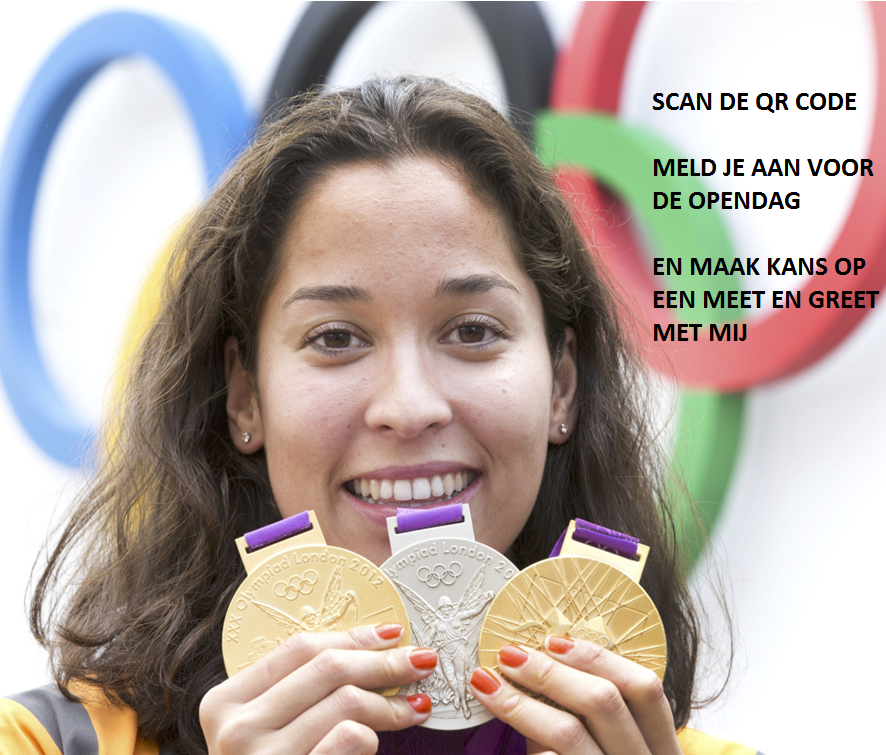 SCAN DE QR CODE
MELD JE AAN VOOR
DE OPENDAG
EN MAAK KANS OP
EEN MEET EN GREET
MET MIJ
XXX Olympiad London 2012
Olympiad London 20